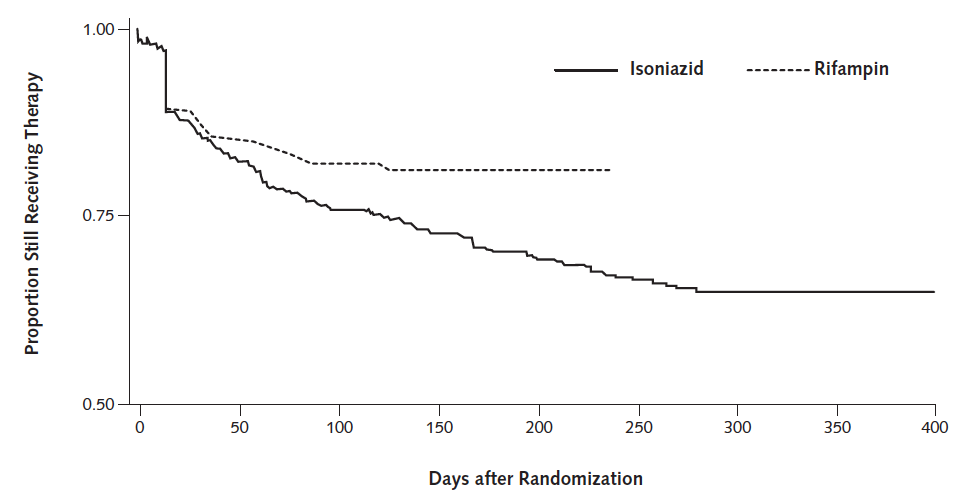 1.00
Isoniazid
Rifampin
Proportion Still Receiving Therapy
0.75
0.50
0 50 100 150 200 250 300 350 400
Days after Randomization